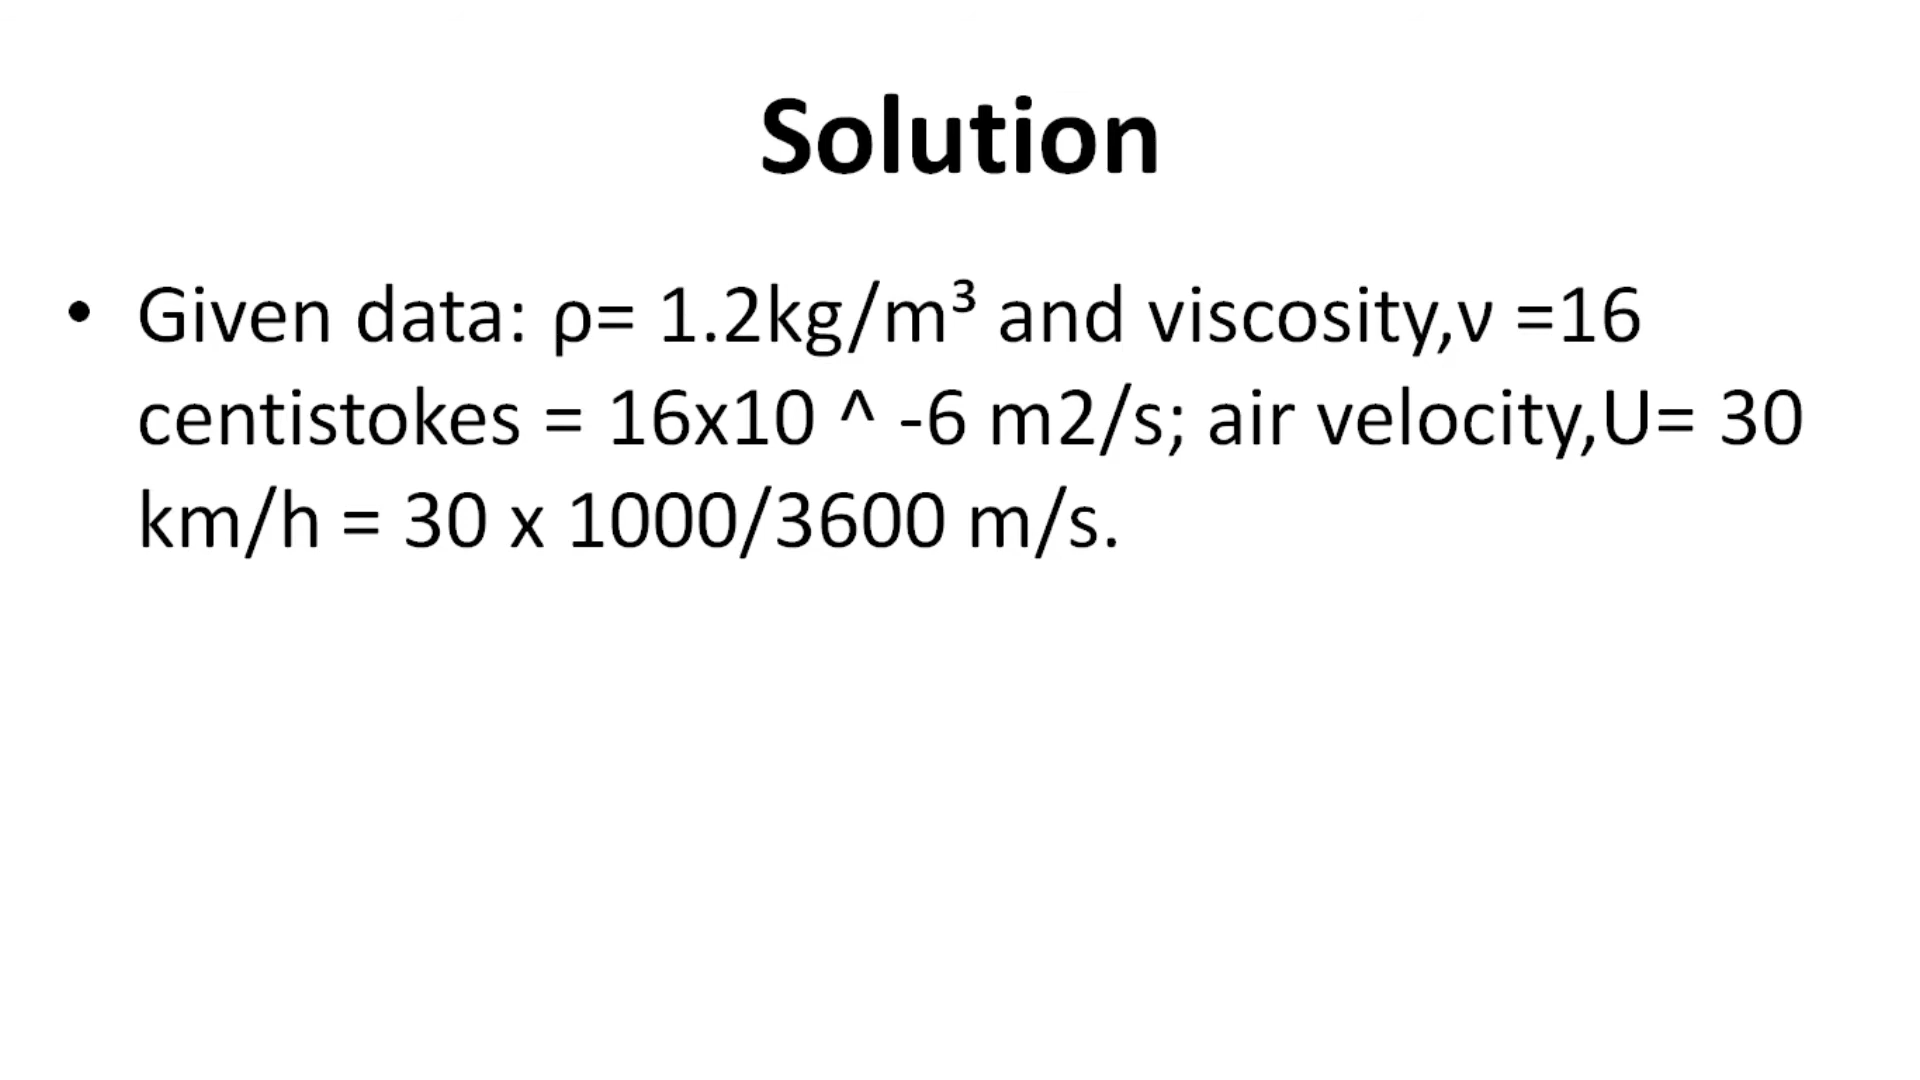 Solution
• Given data: ρ= 1.2kg/m³ and viscosity,ν =16
centistokes = 16x10 ^ -6 m2/s; air velocity,U= 30
km/h = 30 x 1000/3600 m/s.